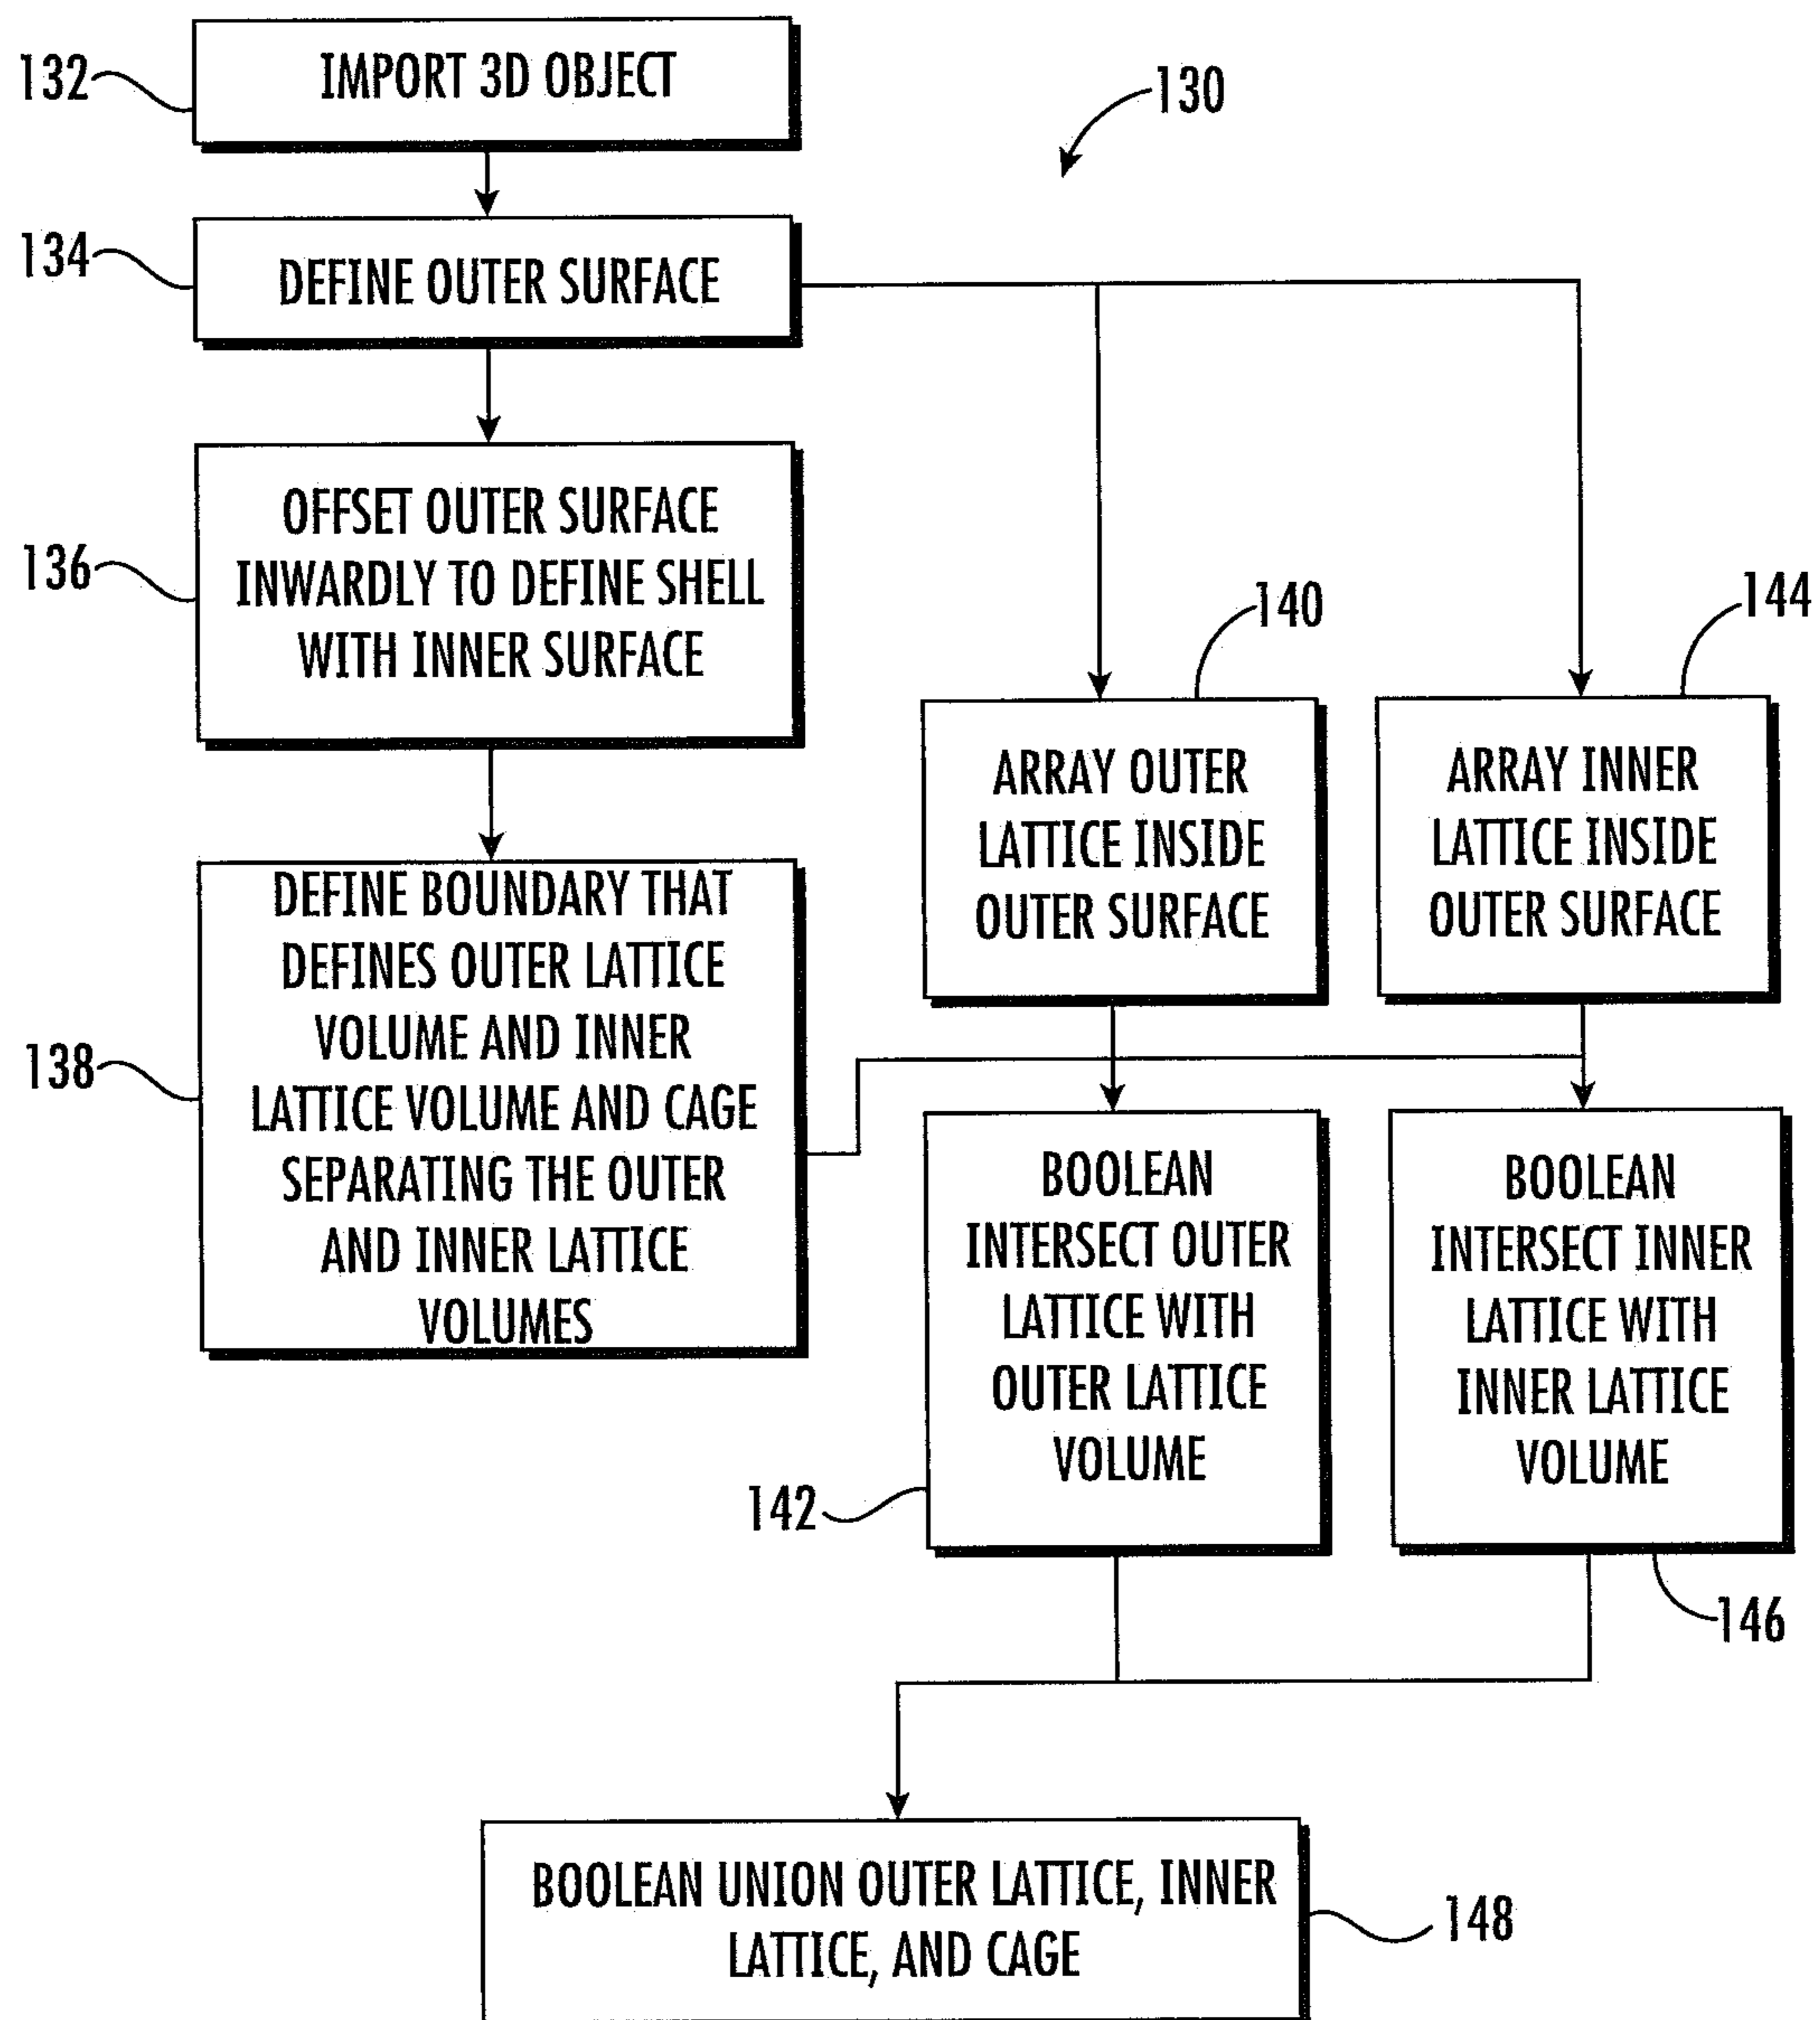 132
IMPORT 3D OBJECT
130
134
DEFINE OUTER SURFACE
136
OFFSET OUTER SURFACE
INWARDLY TO DEFINE SHELL
WITH INNER SURFACE
140
144
ARRAY OUTER
LATTICE INSIDE
OUTER SURFACE
ARRAY INNER
LATTICE INSIDE
OUTER SURFACE
138
DEFINE BOUNDARY THAT
DEFINES OUTER LATTICE
VOLUME AND INNER
LATTICE VOLUME AND CAGE
SEPARATING THE OUTER
AND INNER LATTICE
VOLUMES
BOOLEAN
INTERSECT OUTER
LATTICE WITH
OUTER LATTICE
VOLUME
142
BOOLEAN
INTERSECT INNER
LATTICE WITH
INNER LATTICE
VOLUME
146
BOOLEAN UNION OUTER LATTICE, INNER
LATTICE, AND CAGE
148